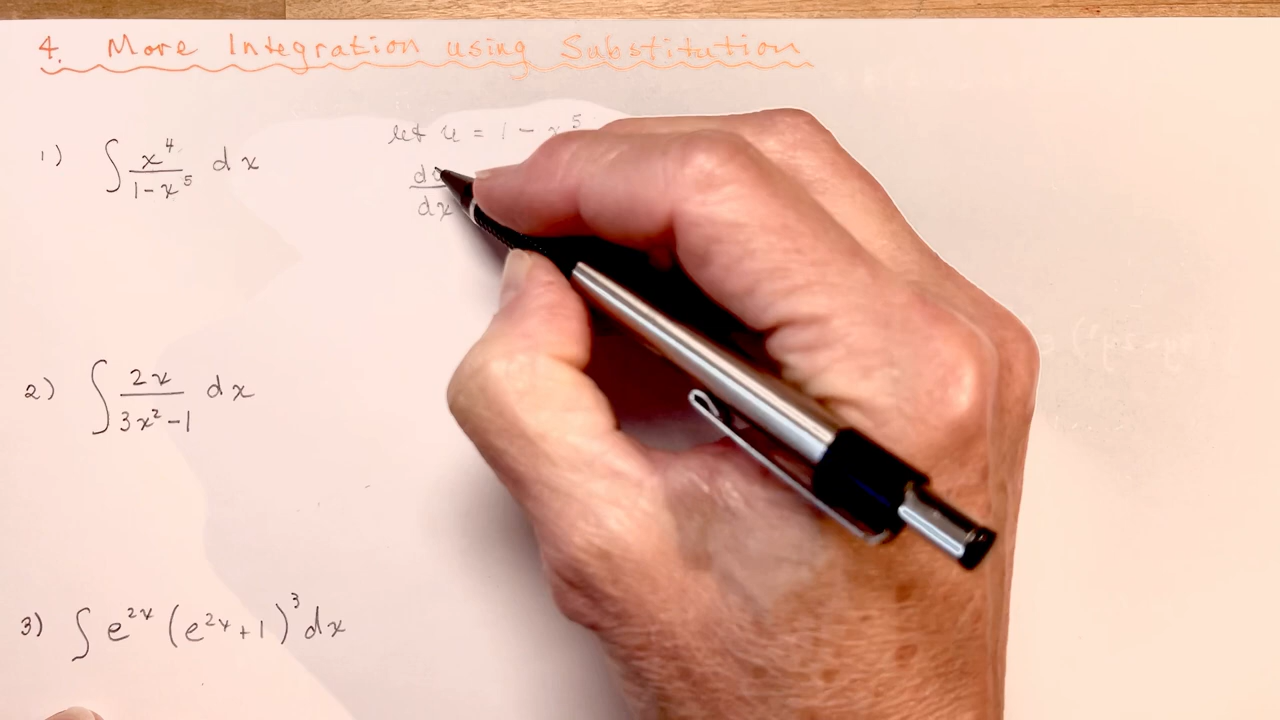 4. More Integration using Substitution
1) ∫ x⁴/(1-x⁵) dx
let u = 1 - x⁵
du/dx
2) ∫ 2x/(3x²-1) dx
3) ∫ e²ˣ (e²ˣ+1)³ dx